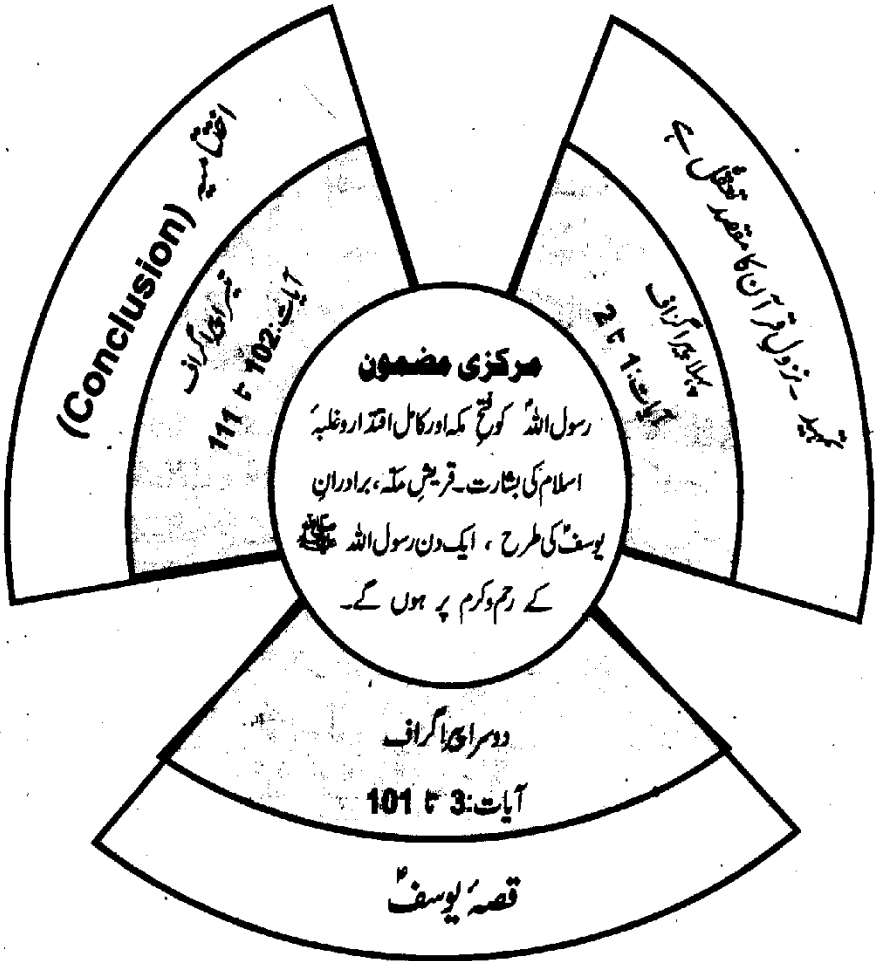 تمہید ۔ نزولِ قرآن کا مقصد تعقّل ہے
پہلا پیراگراف
آیات:1 تا 2
مرکزی مضمون
رسول اللہؐ کو فتحِ مکہ اور کامل اقتدار و غلبۂ
اسلام کی بشارت۔ قریشِ مکّہ، برادرانِ
یوسفؑ کی طرح ، ایک دن رسول اللہ ﷺ
کے رحم و کرم پر ہوں گے۔
دوسرا پیراگراف
آیات:3 تا 101
قصۂ یوسفؑ
تیسرا پیراگراف
آیات:102 تا 111
اختتامیہ (Conclusion)